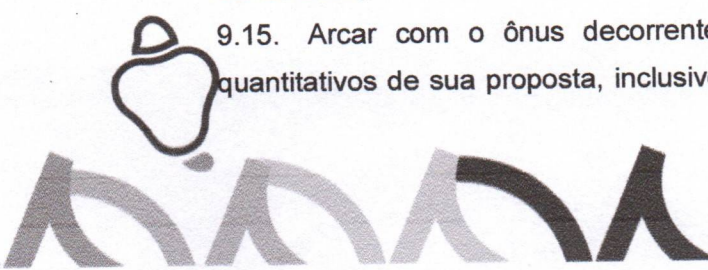 9.15. Arcar com o ônus decorrente
quantitativos de sua proposta, inclusive